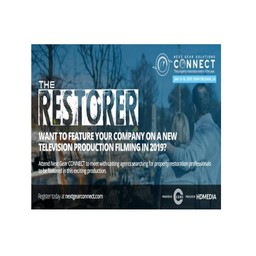 NEXT GEAR SOLUTIONS
CONNECT
THE
RESTORER
WANT TO FEATURE YOUR COMPANY ON A NEW
TELEVISION PRODUCTION FILMING IN 2019?
Attend Next Gear CONNECT to meet with casting agents searching for property restoration professionals
to be featured in this exciting production.
Register today at nextgearconnect.com
HDMEDIA